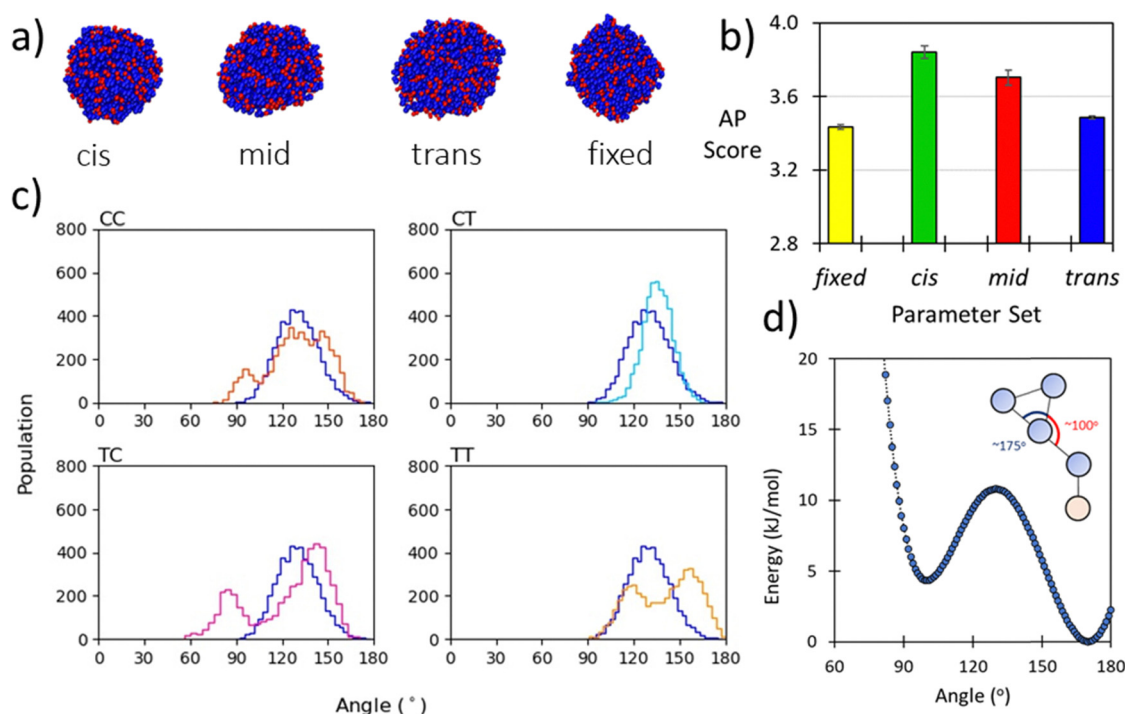 a)
cis mid trans fixed
b)
4.0
3.6
3.2
2.8
AP
Score
fixed cis mid trans
Parameter Set
c)
CC
800
600
400
200
0
0 30 60 90 120 150 180
CT
800
600
400
200
0
0 30 60 90 120 150 180
TC
800
600
400
200
0
0 30 60 90 120 150 180
TT
800
600
400
200
0
0 30 60 90 120 150 180
Population
Angle (°)
d)
20
15
10
5
0
60 90 120 150 180
Energy (kJ/mol)
Angle (°)
~100°
~175°